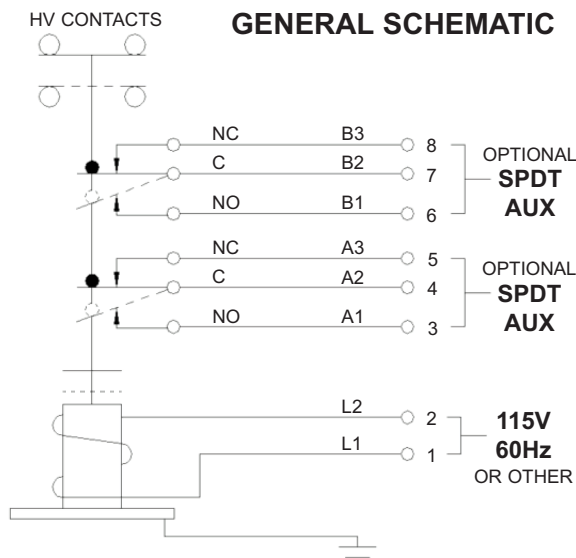 HV CONTACTS
GENERAL SCHEMATIC
NC B3 8
C B2 7
NO B1 6
OPTIONAL
SPDT
AUX
NC A3 5
C A2 4
NO A1 3
OPTIONAL
SPDT
AUX
L2 2
L1 1
115V
60Hz
OR OTHER